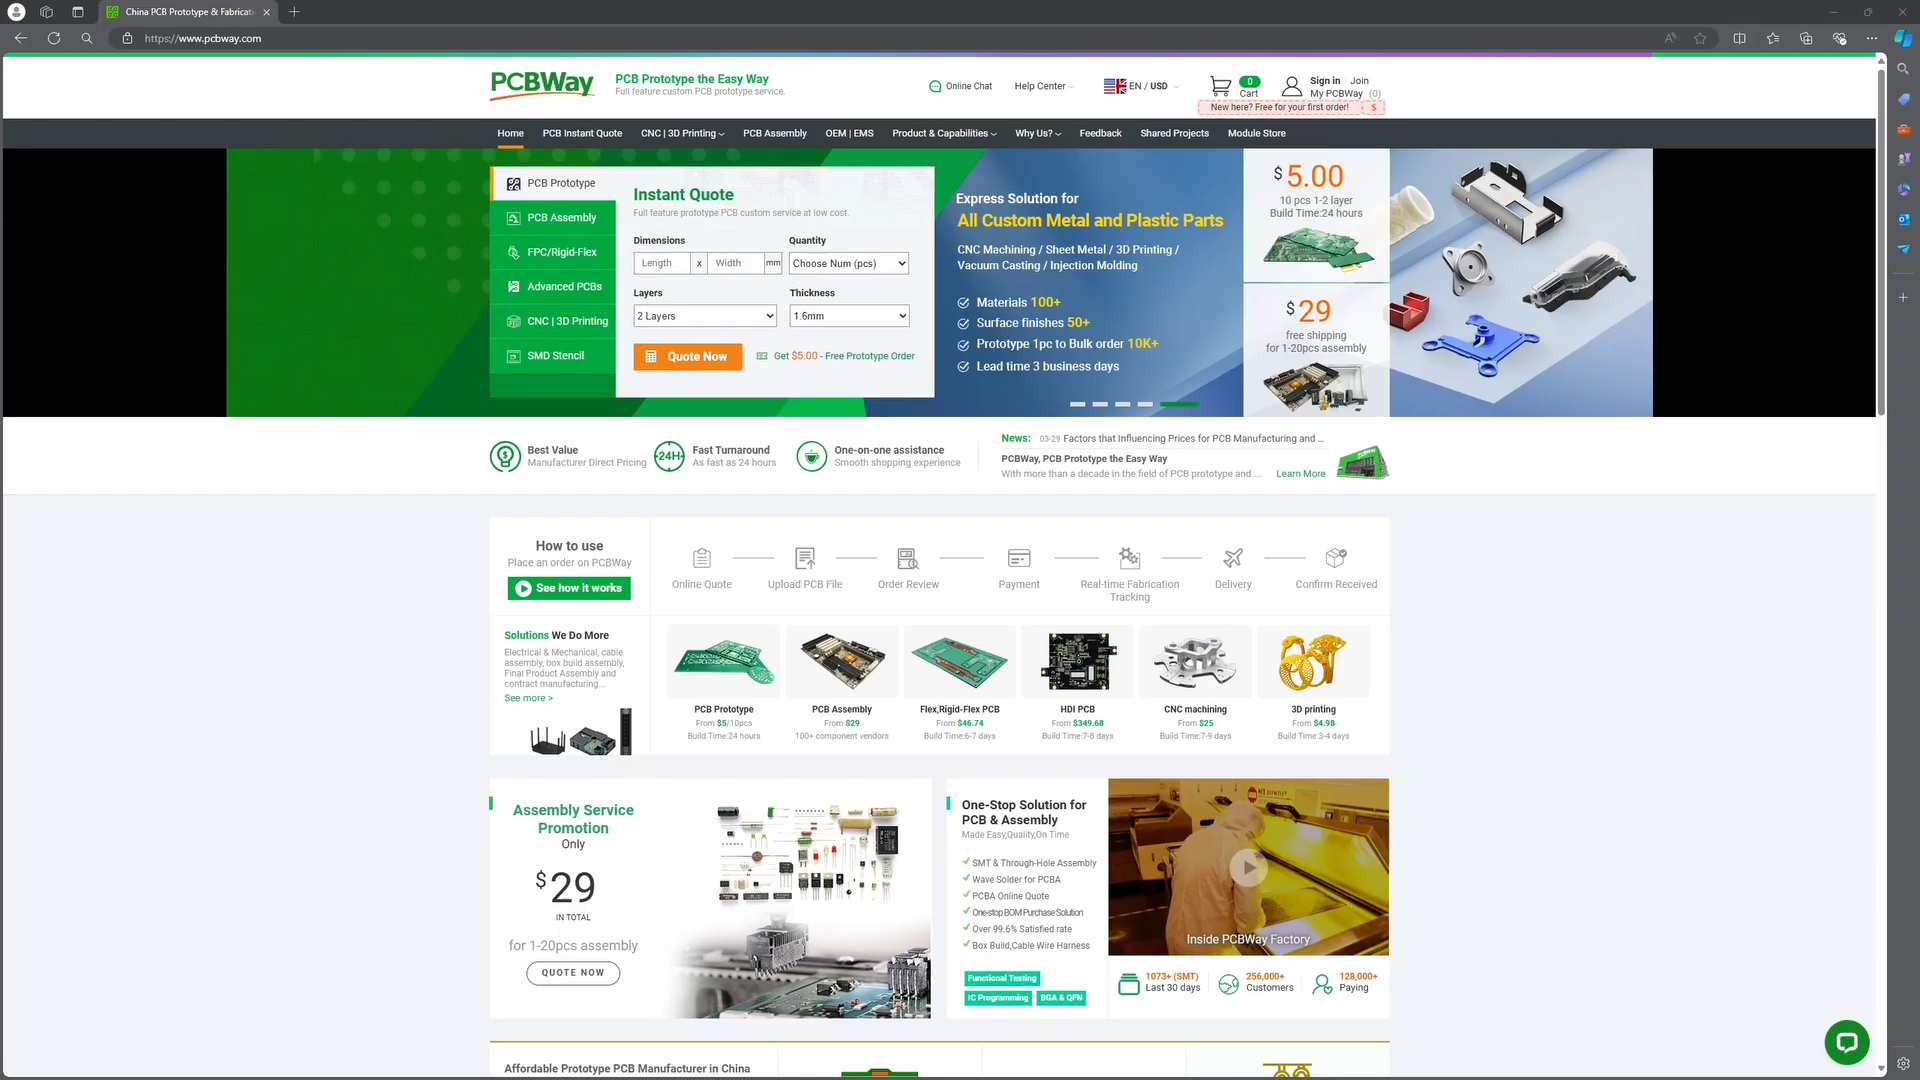 China PCB Prototype & Fabricati
https://www.pcbway.com
PCBWay
PCB Prototype the Easy Way
Full feature custom PCB prototype service.
Online Chat
Help Center
EN / USD
0
Cart
Sign in Join
My PCBWay (0)
New here? Free for your first order! $
Home
PCB Instant Quote
CNC | 3D Printing
PCB Assembly
OEM | EMS
Product & Capabilities
Why Us?
Feedback
Shared Projects
Module Store
PCB Prototype
PCB Assembly
FPC/Rigid-Flex
Advanced PCBs
CNC | 3D Printing
SMD Stencil
Instant Quote
Full feature prototype PCB custom service at low cost.
Dimensions
Quantity
Length x Width mm
Choose Num (pcs)
Layers
Thickness
2 Layers
1.6mm
Quote Now
Get $5.00 - Free Prototype Order
Express Solution for
All Custom Metal and Plastic Parts
CNC Machining / Sheet Metal / 3D Printing /
Vacuum Casting / Injection Molding
Materials 100+
Surface finishes 50+
Prototype 1pc to Bulk order 10K+
Lead time 3 business days
$5.00
10 pcs 1-2 layer
Build Time:24 hours
$29
free shipping
for 1-20pcs assembly
Best Value
Manufacturer Direct Pricing
24H
Fast Turnaround
As fast as 24 hours
One-on-one assistance
Smooth shopping experience
News: 03-29 Factors that Influencing Prices for PCB Manufacturing and ...
PCBWay, PCB Prototype the Easy Way
With more than a decade in the field of PCB prototype and ... Learn More
How to use
Place an order on PCBWay
See how it works
Online Quote
Upload PCB File
Order Review
Payment
Real-time Fabrication
Tracking
Delivery
Confirm Received
Solutions We Do More
Electrical & Mechanical, cable
assembly, box build assembly,
Final Product Assembly and
contract manufacturing...
See more >
PCB Prototype
From $5/10pcs
Build Time:24 hours
PCB Assembly
From $29
100+ component vendors
Flex,Rigid-Flex PCB
From $46.74
Build Time:6-7 days
HDI PCB
From $349.68
Build Time:7-8 days
CNC machining
From $25
Build Time:7-9 days
3D printing
From $4.98
Build Time:3-4 days
Assembly Service
Promotion
Only
$29
IN TOTAL
for 1-20pcs assembly
QUOTE NOW
One-Stop Solution for
PCB & Assembly
Made Easy,Quality,On Time
SMT & Through-Hole Assembly
Wave Solder for PCBA
PCBA Online Quote
One-stop BOM Purchase Solution
Over 99.6% Satisfied rate
Box Build,Cable Wire Harness
Functional Testing
IC Programming
BGA & QFN
Inside PCBWay Factory
1073+ (SMT)
Last 30 days
256,000+
Customers
128,000+
Paying
Affordable Prototype PCB Manufacturer in China